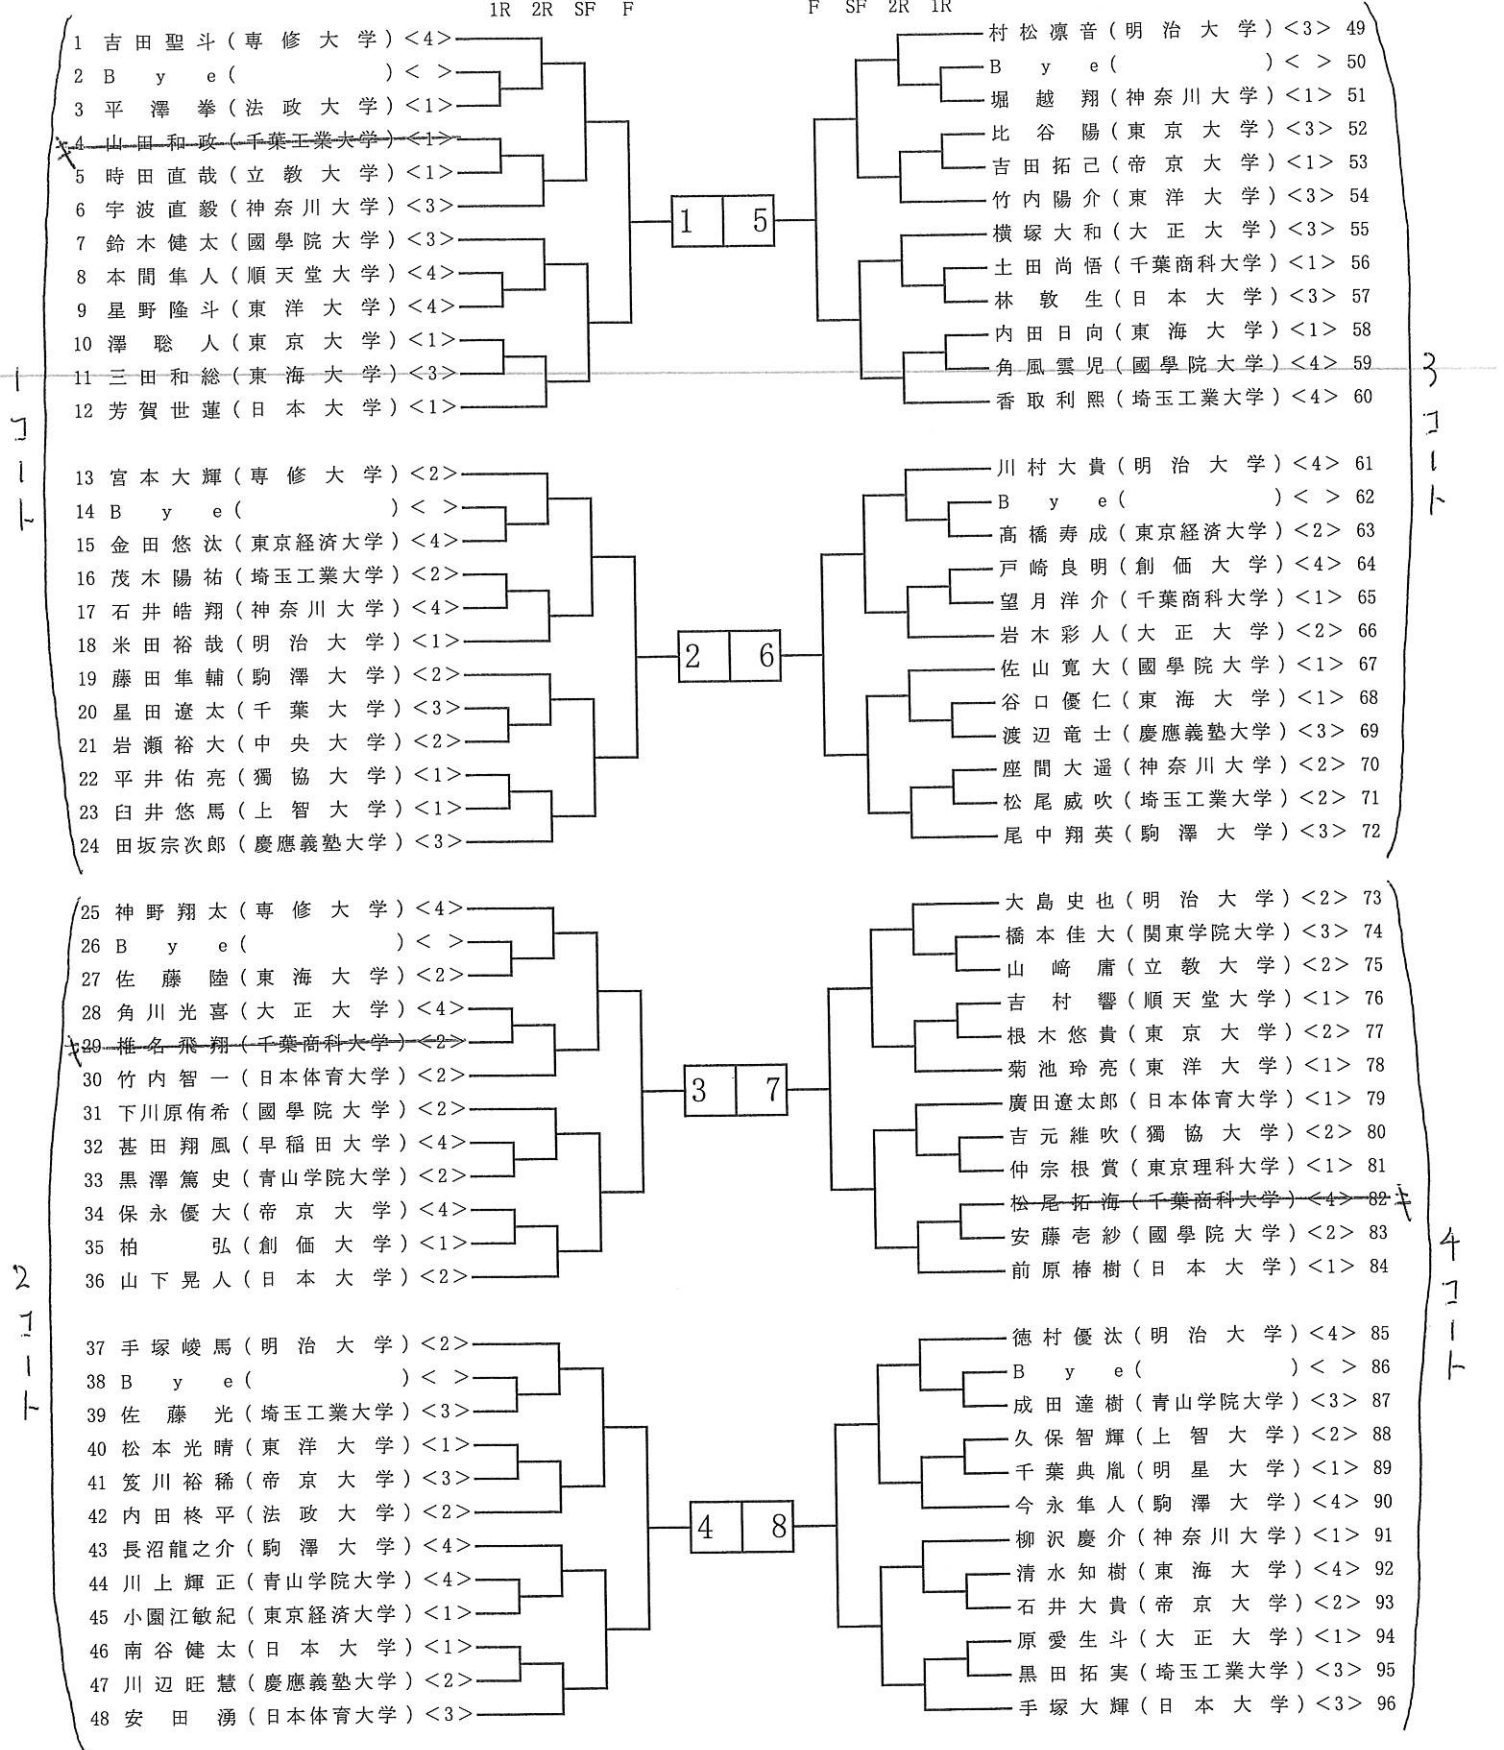 1R 2R SF F
1 吉田聖斗(専修大学)<4>
2 Bye( )< >
3 平澤拳(法政大学)<1>
4 山田和政(千葉工業大学)<1>
5 時田直哉(立教大学)<1>
6 宇波直毅(神奈川大学)<3>
7 鈴木健太(國學院大学)<3>
8 本間隼人(順天堂大学)<4>
9 星野隆斗(東洋大学)<4>
10 澤聡人(東京大学)<1>
11 三田和総(東海大学)<3>
12 芳賀世蓮(日本大学)<1>
1
1コート
13 宮本大輝(専修大学)<2>
14 Bye( )< >
15 金田悠汰(東京経済大学)<4>
16 茂木陽祐(埼玉工業大学)<2>
17 石井皓翔(神奈川大学)<4>
18 米田裕哉(明治大学)<1>
19 藤田隼輔(駒澤大学)<2>
20 星田遼太(千葉大学)<3>
21 岩瀬裕大(中央大学)<2>
22 平井佑亮(獨協大学)<1>
23 臼井悠馬(上智大学)<1>
24 田坂宗次郎(慶應義塾大学)<3>
2
25 神野翔太(専修大学)<4>
26 Bye( )< >
27 佐藤陸(東海大学)<2>
28 角川光喜(大正大学)<4>
29 椎名飛翔(千葉商科大学)<2>
30 竹内智一(日本体育大学)<2>
31 下川原侑希(國學院大学)<2>
32 甚田翔風(早稲田大学)<4>
33 黒澤篤史(青山学院大学)<2>
34 保永優大(帝京大学)<4>
35 柏弘(創価大学)<1>
36 山下晃人(日本大学)<2>
3
2コート
37 手塚崚馬(明治大学)<2>
38 Bye( )< >
39 佐藤光(埼玉工業大学)<3>
40 松本光晴(東洋大学)<1>
41 笈川裕稀(帝京大学)<3>
42 内田柊平(法政大学)<2>
43 長沼龍之介(駒澤大学)<4>
44 川上輝正(青山学院大学)<4>
45 小園江敏紀(東京経済大学)<1>
46 南谷健太(日本大学)<1>
47 川辺旺慧(慶應義塾大学)<2>
48 安田湧(日本体育大学)<3>
4
F SF 2R 1R
村松凛音(明治大学)<3> 49
Bye( )< > 50
堀越翔(神奈川大学)<1> 51
比谷陽(東京大学)<3> 52
吉田拓己(帝京大学)<1> 53
竹内陽介(東洋大学)<3> 54
横塚大和(大正大学)<3> 55
土田尚悟(千葉商科大学)<1> 56
林敦生(日本大学)<3> 57
内田日向(東海大学)<1> 58
角風雲児(國學院大学)<4> 59
香取利熙(埼玉工業大学)<4> 60
5
3コート
川村大貴(明治大学)<4> 61
Bye( )< > 62
髙橋寿成(東京経済大学)<2> 63
戸崎良明(創価大学)<4> 64
望月洋介(千葉商科大学)<1> 65
岩木彩人(大正大学)<2> 66
佐山寛大(國學院大学)<1> 67
谷口優仁(東海大学)<1> 68
渡辺竜士(慶應義塾大学)<3> 69
座間大遥(神奈川大学)<2> 70
松尾威吹(埼玉工業大学)<2> 71
尾中翔英(駒澤大学)<3> 72
6
大島史也(明治大学)<2> 73
橋本佳大(関東学院大学)<3> 74
山﨑庸(立教大学)<2> 75
吉村響(順天堂大学)<1> 76
根木悠貴(東京大学)<2> 77
菊池玲亮(東洋大学)<1> 78
廣田遼太郎(日本体育大学)<1> 79
吉元維吹(獨協大学)<2> 80
仲宗根賞(東京理科大学)<1> 81
松尾拓海(千葉商科大学)<4> 82
安藤壱紗(國學院大学)<2> 83
前原椿樹(日本大学)<1> 84
7
4コート
徳村優汰(明治大学)<4> 85
Bye( )< > 86
成田達樹(青山学院大学)<3> 87
久保智輝(上智大学)<2> 88
千葉典胤(明星大学)<1> 89
今永隼人(駒澤大学)<4> 90
柳沢慶介(神奈川大学)<1> 91
清水知樹(東海大学)<4> 92
石井大貴(帝京大学)<2> 93
原愛生斗(大正大学)<1> 94
黒田拓実(埼玉工業大学)<3> 95
手塚大輝(日本大学)<3> 96
8